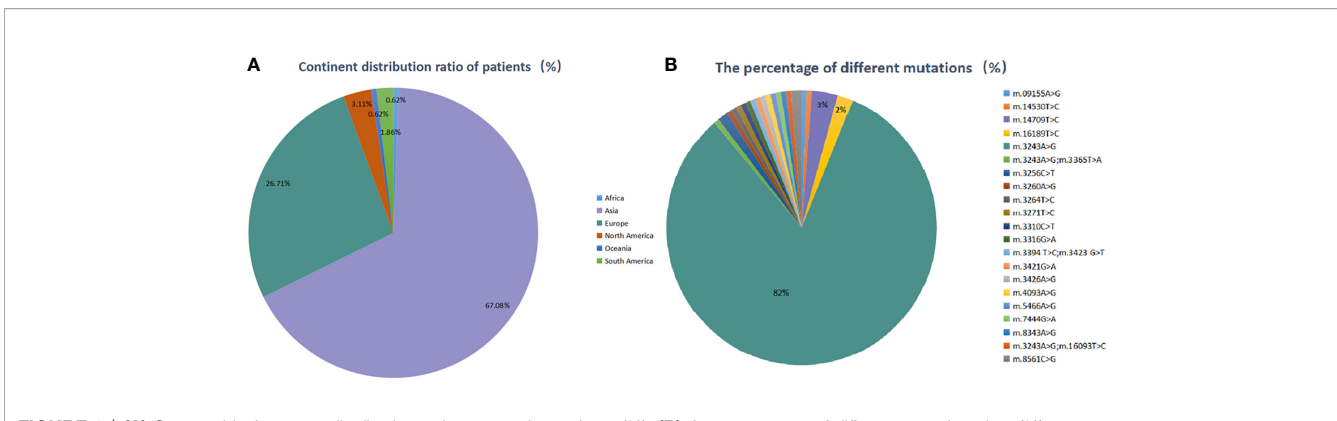 A
Continent distribution ratio of patients (%)
0.62%
3.11%
0.62%
1.86%
26.71%
67.08%
Africa
Asia
Europe
North America
Oceania
South America
B
The percentage of different mutations (%)
3%
2%
82%
m.09155A>G
m.14530T>C
m.14709T>C
m.16189T>C
m.3243A>G
m.3243A>G;m.3365T>A
m.3256C>T
m.3260A>G
m.3264T>C
m.3271T>C
m.3310C>T
m.3316G>A
m.3394 T>C;m.3423 G>T
m.3421G>A
m.3426A>G
m.4093A>G
m.5466A>G
m.7444G>A
m.8343A>G
m.3243A>G;m.16093T>C
m.8561C>G